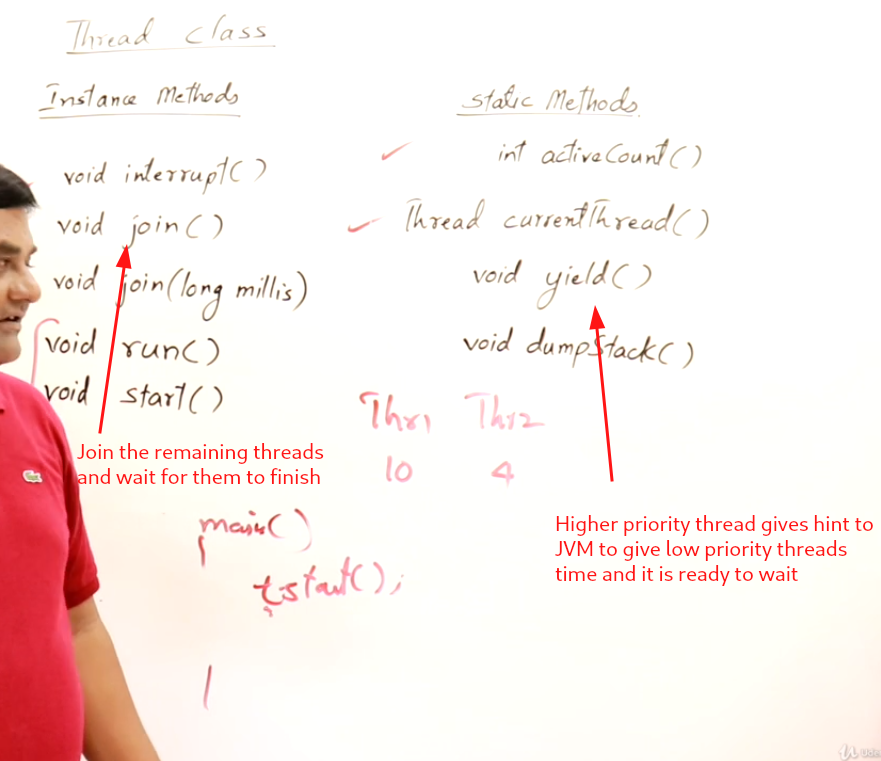 Thread Class
Instance Methods
void interrupt()
void join()
void join(long millis)
void run()
void start()
Static Methods.
int activeCount()
Thread currentThread()
void yield()
void dumpStack()
Thr1 Thr2
10 4
Join the remaining threads
and wait for them to finish
main()
t.start();
Higher priority thread gives hint to
JVM to give low priority threads
time and it is ready to wait